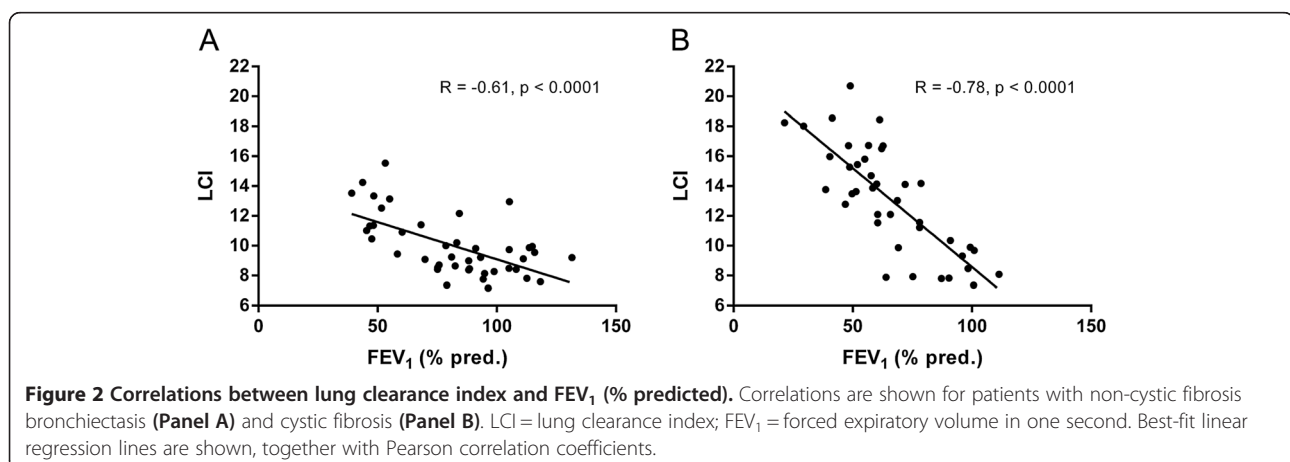 A
B
22
20
18
16
14
12
10
8
6
LCI
R = -0.61, p < 0.0001
0
50
100
150
FEV₁ (% pred.)
22
20
18
16
14
12
10
8
6
LCI
R = -0.78, p < 0.0001
0
50
100
150
FEV₁ (% pred.)
Figure 2 Correlations between lung clearance index and FEV₁ (% predicted). Correlations are shown for patients with non-cystic fibrosis
bronchiectasis (Panel A) and cystic fibrosis (Panel B). LCI = lung clearance index; FEV₁ = forced expiratory volume in one second. Best-fit linear
regression lines are shown, together with Pearson correlation coefficients.